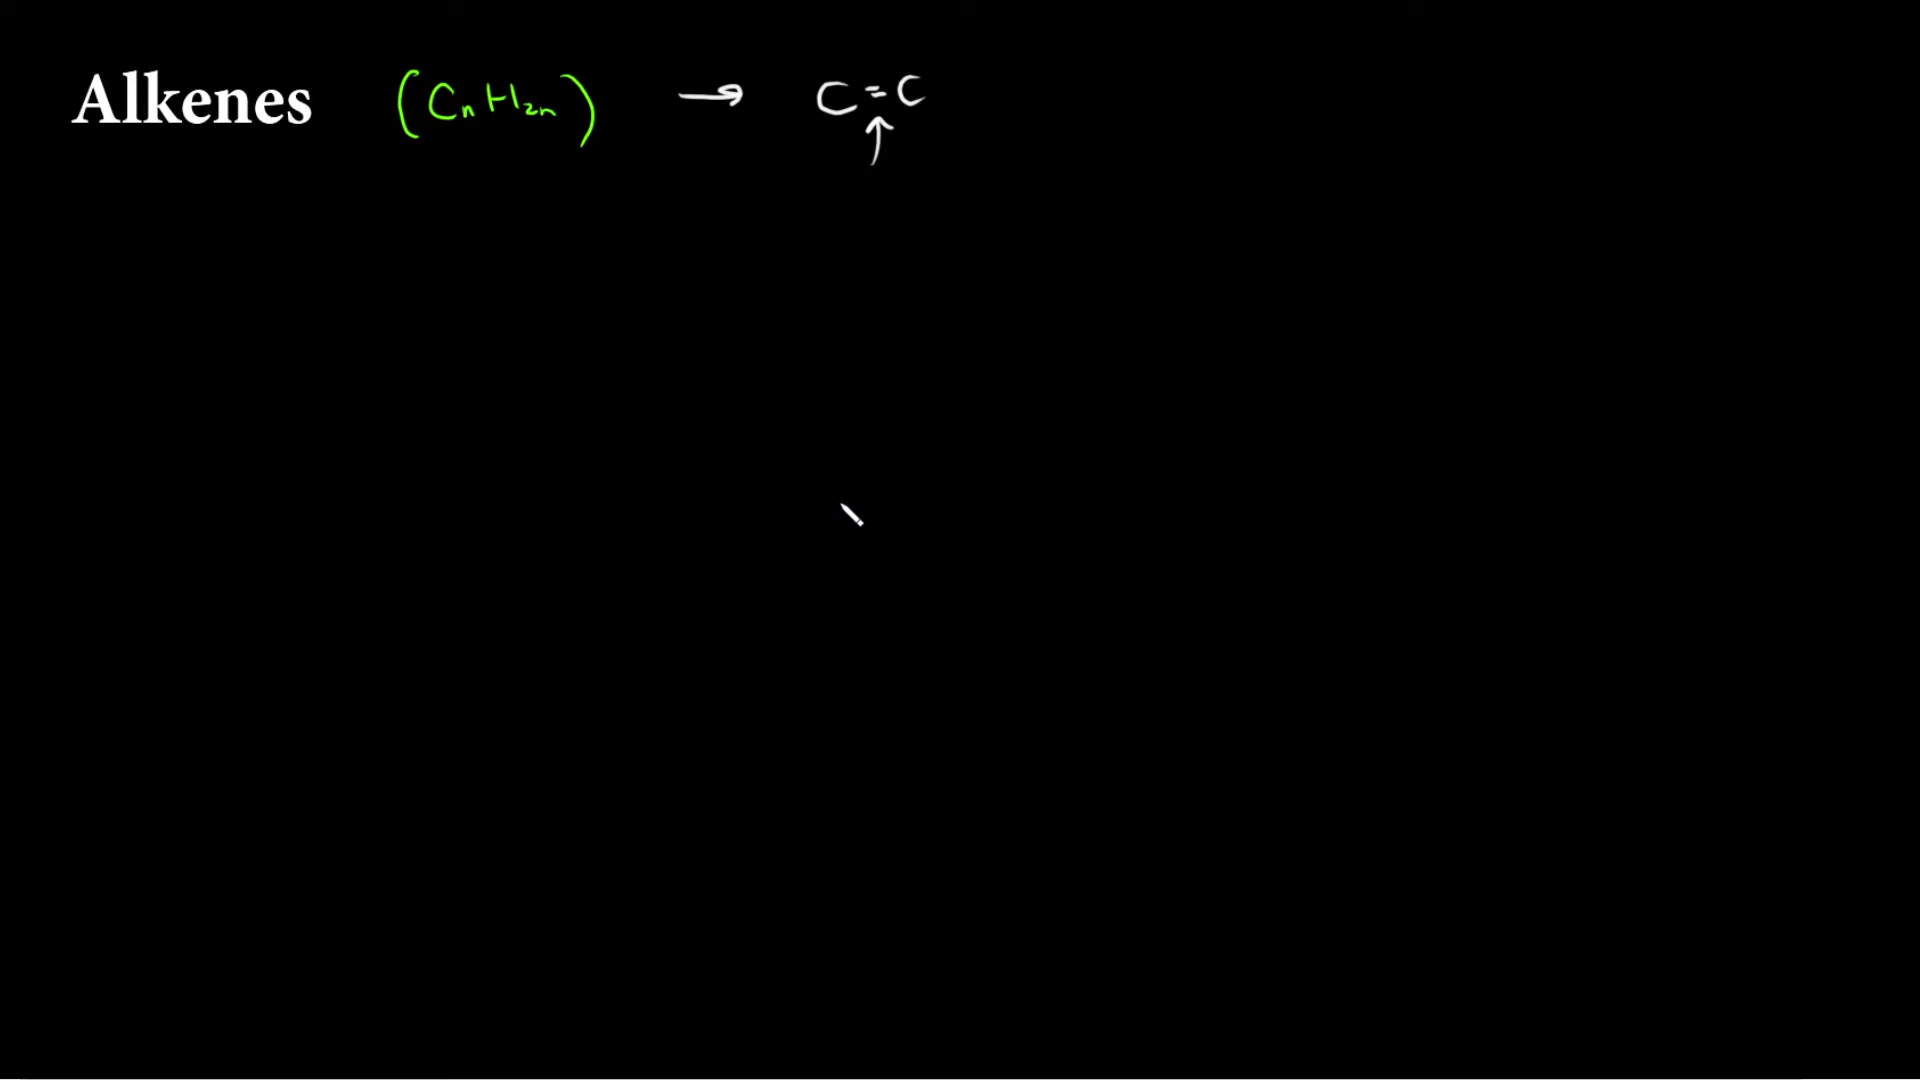 Alkenes (CnH2n) → C=C
↑